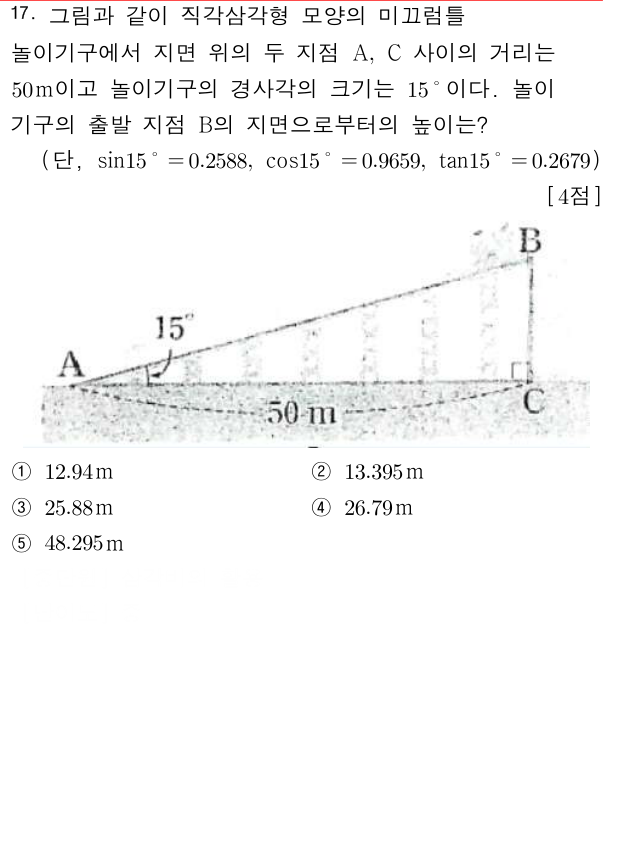 17. 그림과 같이 직각삼각형 모양의 미끄럼틀
놀이기구에서 지면 위의 두 지점 A, C 사이의 거리는
50m이고 놀이기구의 경사각의 크기는 15°이다. 놀이
기구의 출발 지점 B의 지면으로부터의 높이는?
(단, sin15°=0.2588, cos15°=0.9659, tan15°=0.2679)
[4점]
B
15°
A
C
50 m
① 12.94m
② 13.395m
③ 25.88m
④ 26.79m
⑤ 48.295m